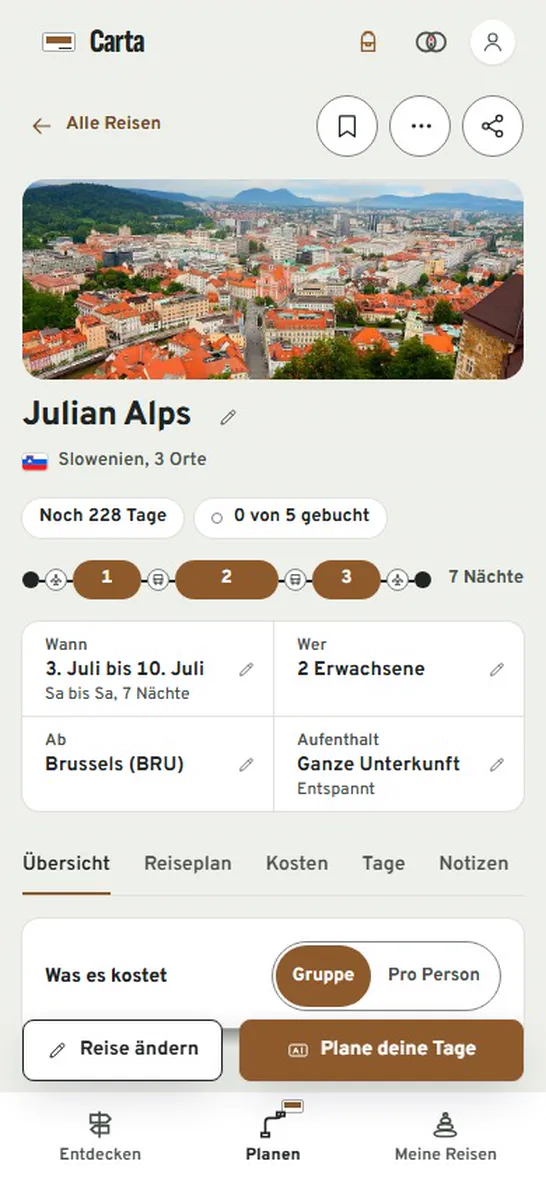 Carta
Alle Reisen
Julian Alps
Slowenien, 3 Orte
Noch 228 Tage
0 von 5 gebucht
1
2
3
7 Nächte
Wann
3. Juli bis 10. Juli
Sa bis Sa, 7 Nächte
Wer
2 Erwachsene
Ab
Brussels (BRU)
Aufenthalt
Ganze Unterkunft
Entspannt
Übersicht
Reiseplan
Kosten
Tage
Notizen
Was es kostet
Gruppe
Pro Person
Reise ändern
AI
Plane deine Tage
Entdecken
Planen
Meine Reisen